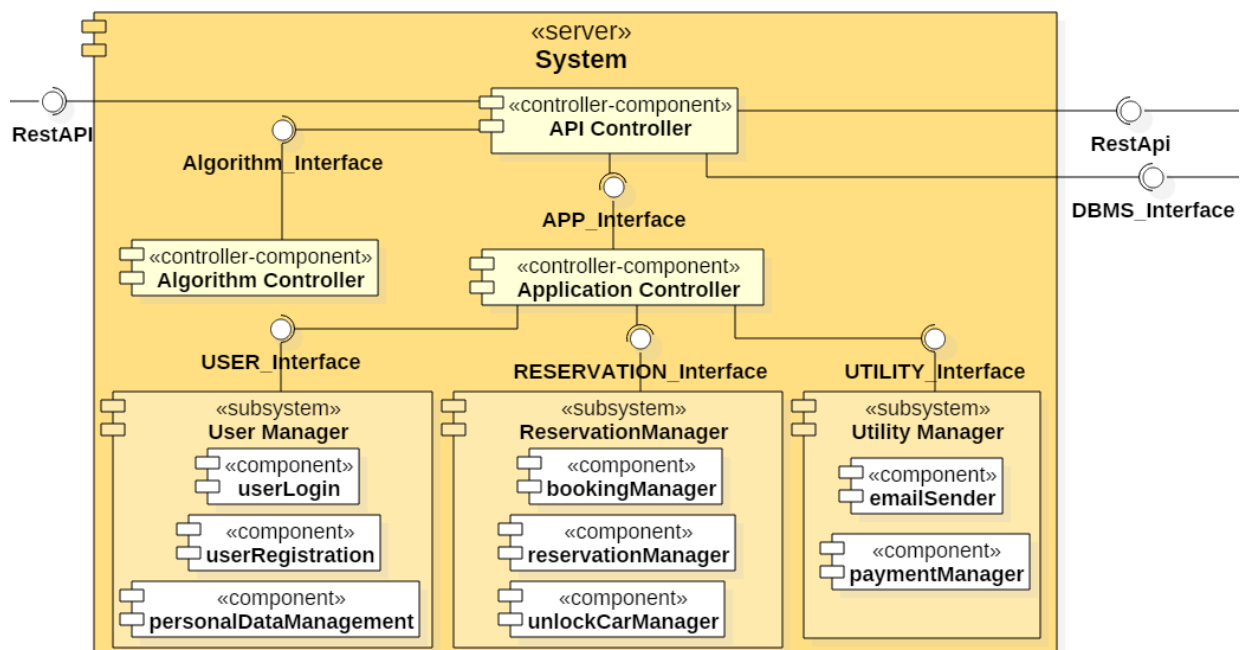 «server»
System
«controller-component»
API Controller
RestAPI
RestApi
Algorithm_Interface
DBMS_Interface
APP_Interface
«controller-component»
Algorithm Controller
«controller-component»
Application Controller
USER_Interface
RESERVATION_Interface
UTILITY_Interface
«subsystem»
User Manager
«component»
userLogin
«component»
userRegistration
«component»
personalDataManagement
«subsystem»
ReservationManager
«component»
bookingManager
«component»
reservationManager
«component»
unlockCarManager
«subsystem»
Utility Manager
«component»
emailSender
«component»
paymentManager